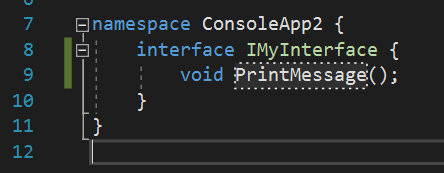 7 namespace ConsoleApp2 {
8 interface IMyInterface {
9 void PrintMessage();
10 }
11 }
12